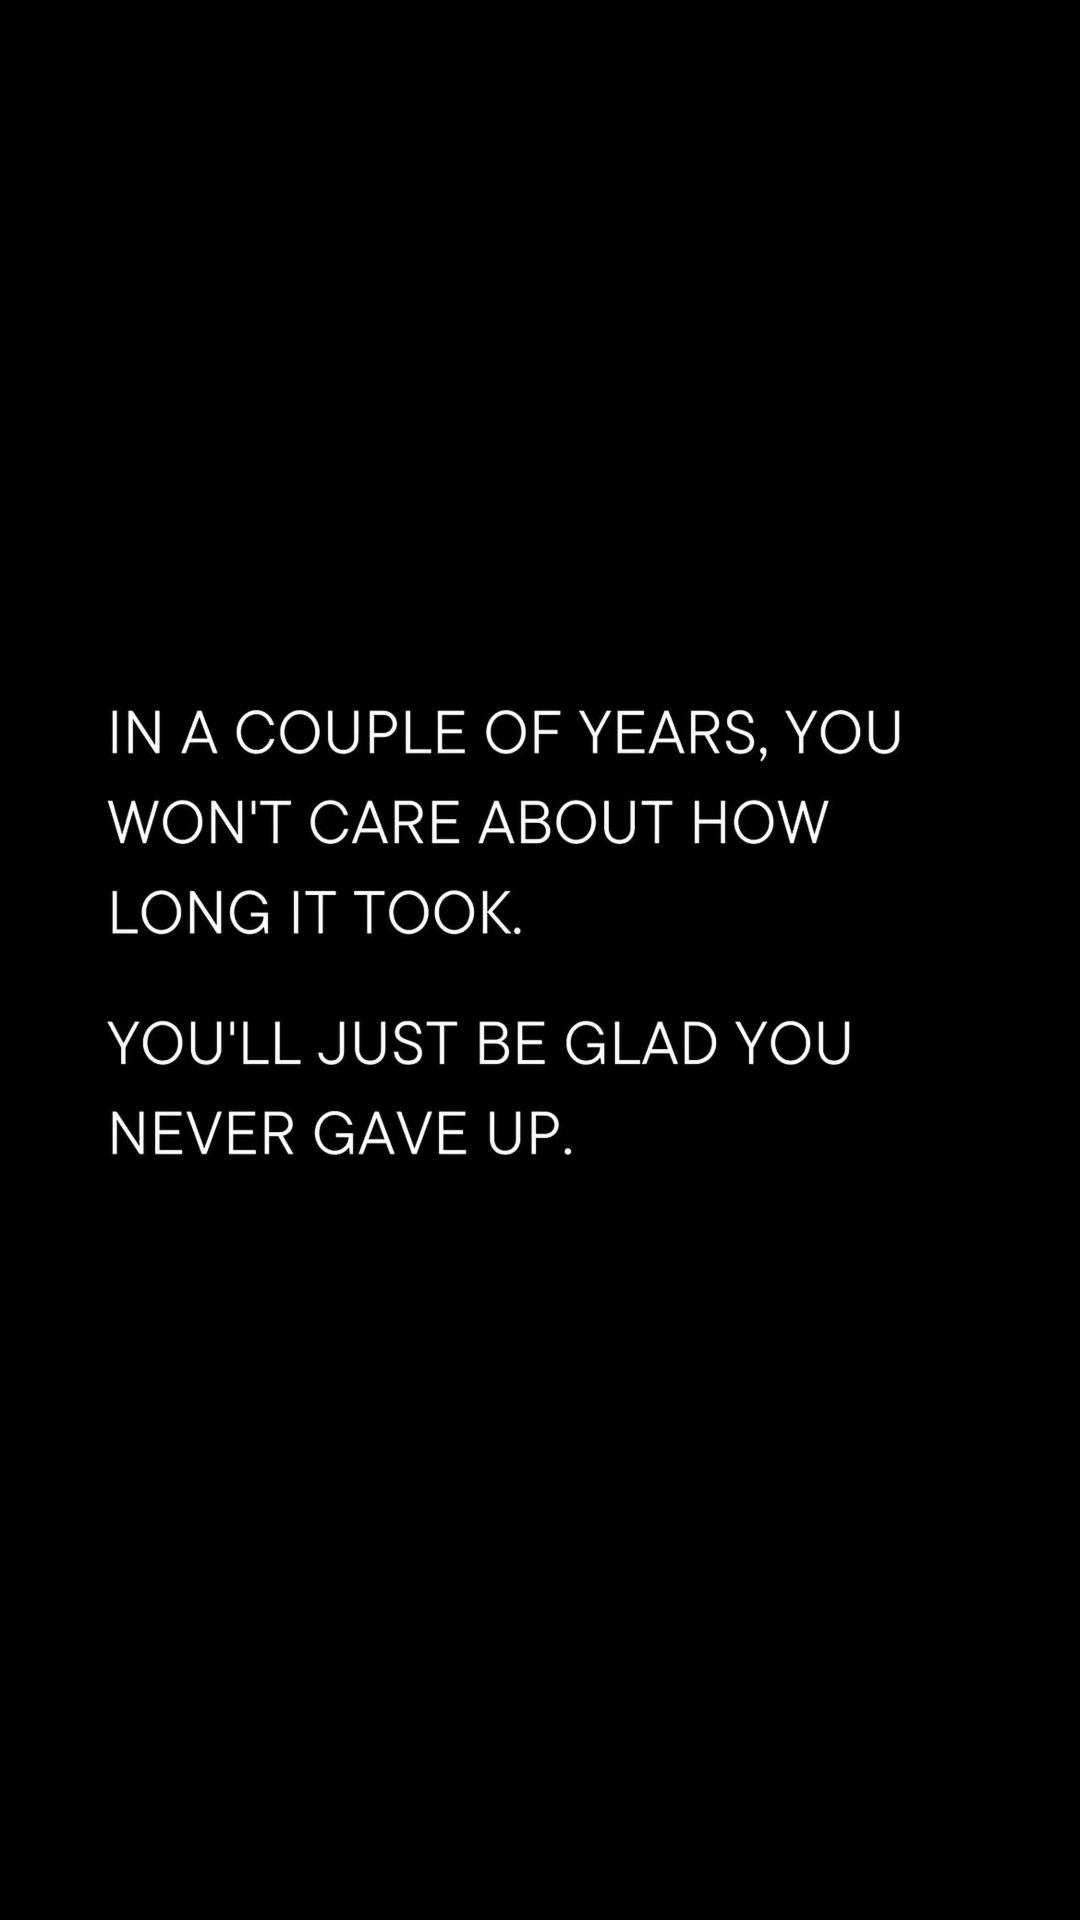 IN A COUPLE OF YEARS, YOU
WON'T CARE ABOUT HOW
LONG IT TOOK.
YOU'LL JUST BE GLAD YOU
NEVER GAVE UP.